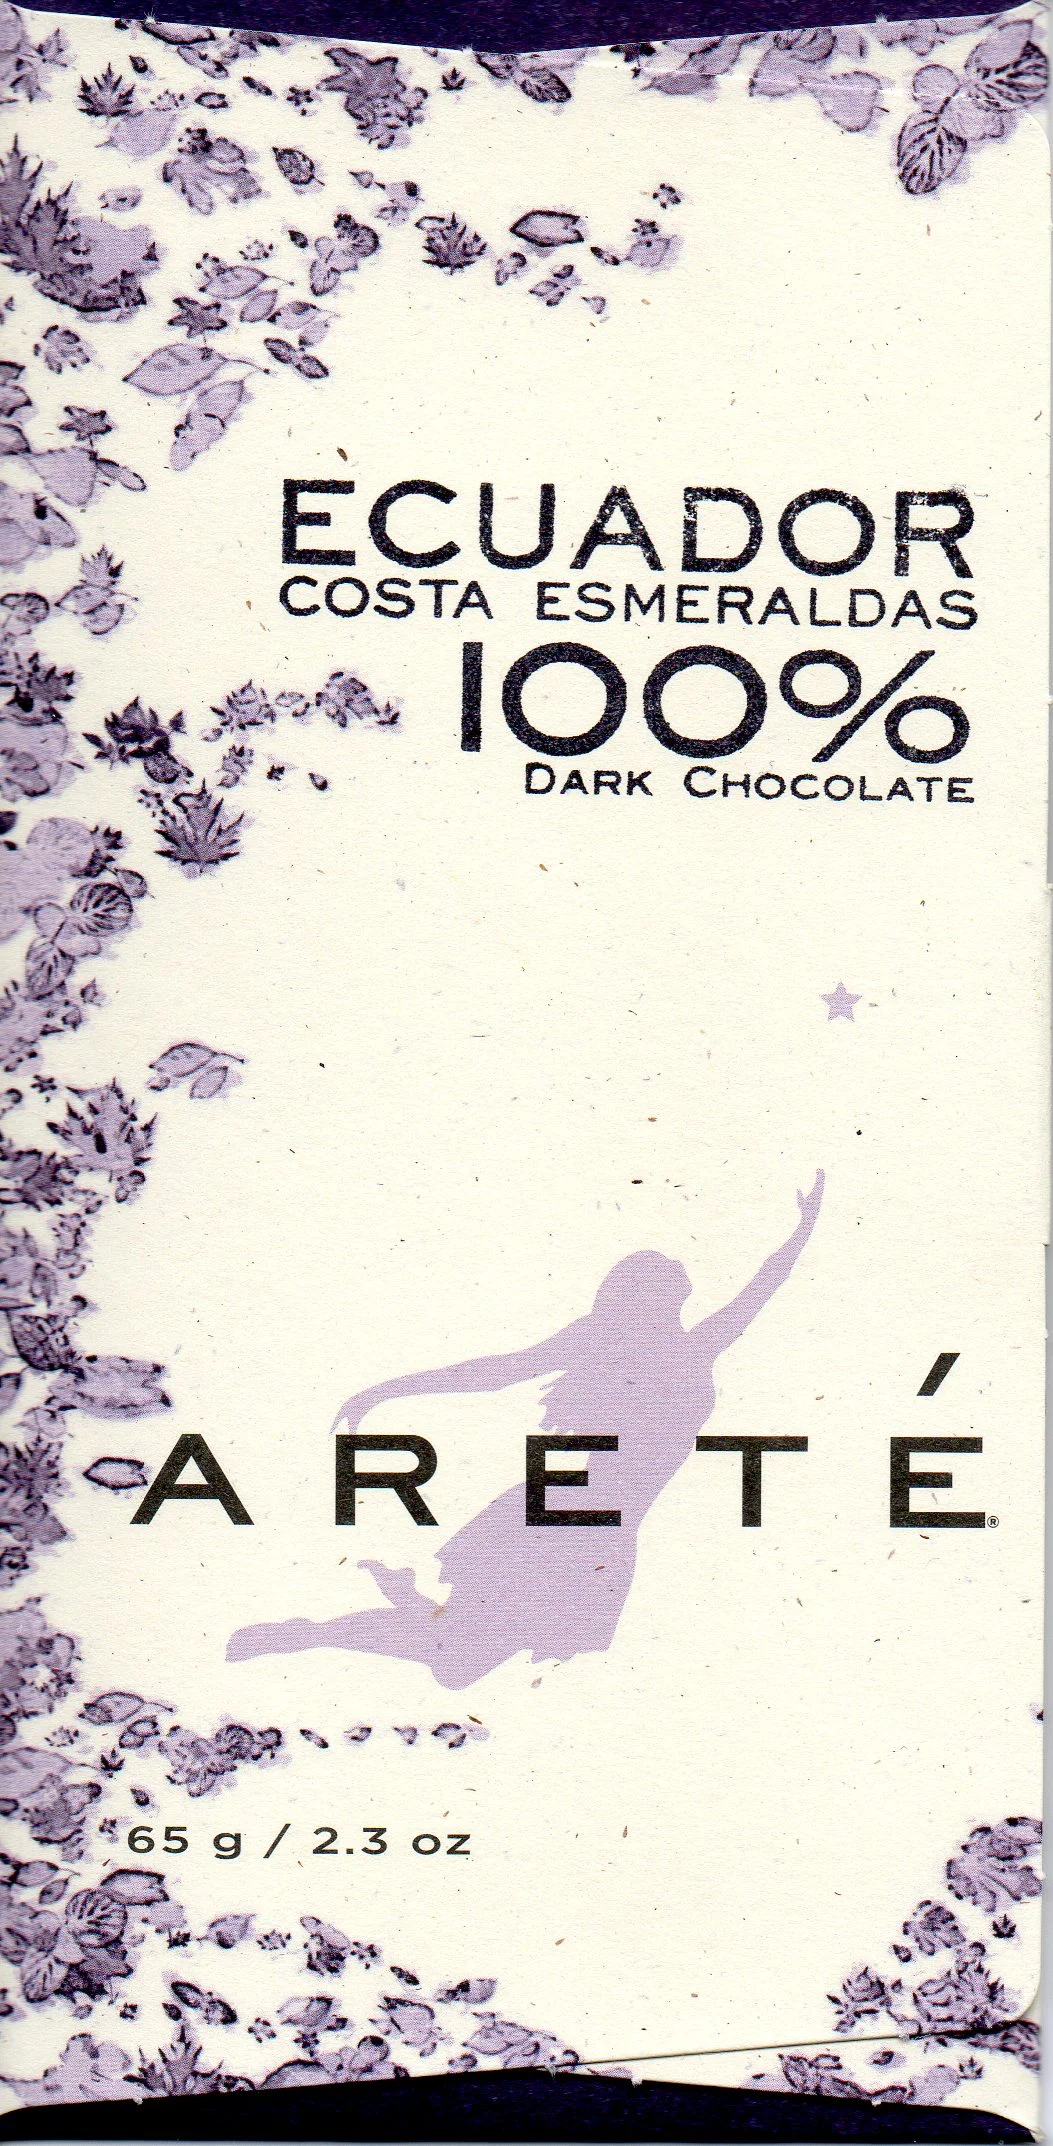 ECUADOR
COSTA ESMERALDAS
100%
DARK CHOCOLATE
ARETÉ®
65 g / 2.3 oz